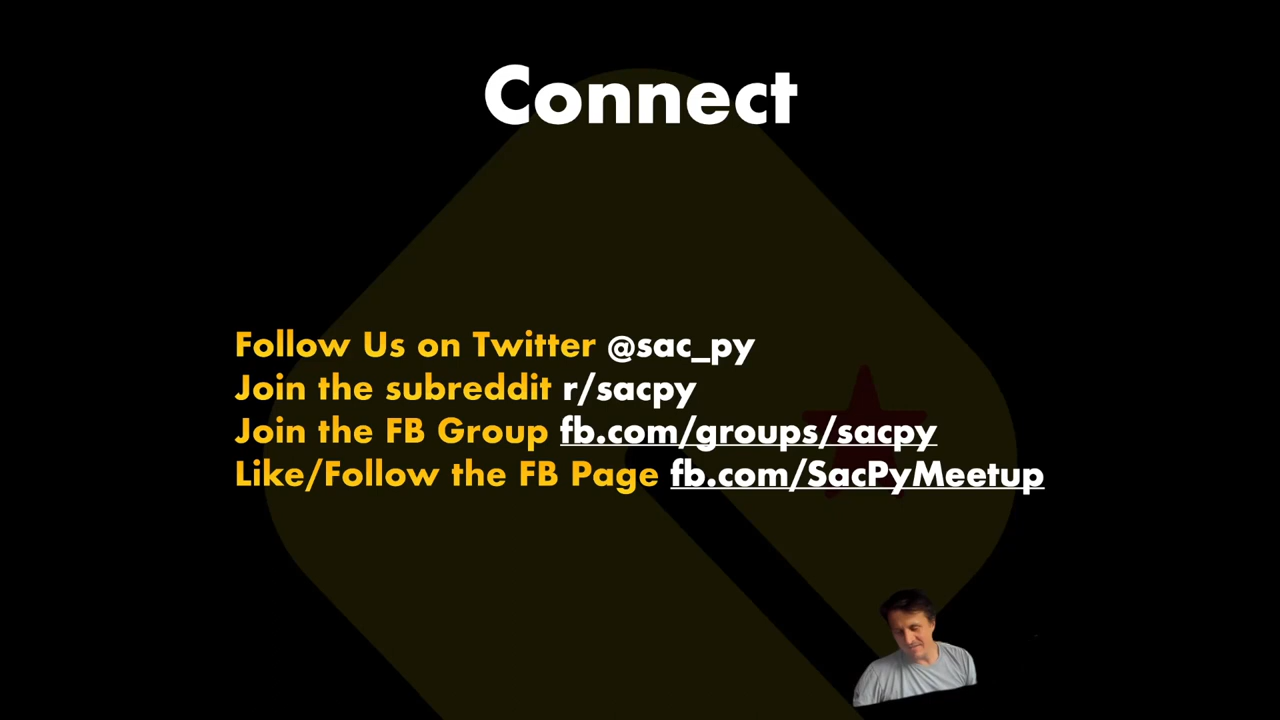 Connect
Follow Us on Twitter @sac_py
Join the subreddit r/sacpy
Join the FB Group fb.com/groups/sacpy
Like/Follow the FB Page fb.com/SacPyMeetup